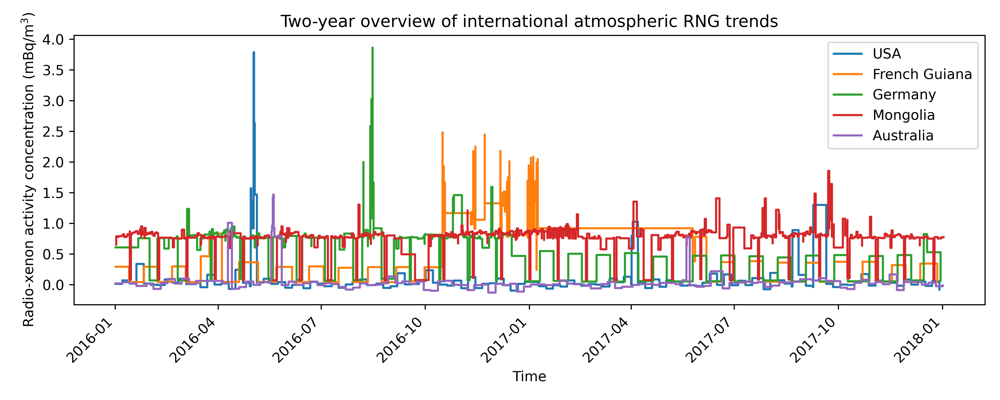 Two-year overview of international atmospheric RNG trends
Radio-xenon activity concentration (mBq/m³)
4.0
3.5
3.0
2.5
2.0
1.5
1.0
0.5
0.0
USA
French Guiana
Germany
Mongolia
Australia
2016-01
2016-04
2016-07
2016-10
2017-01
2017-04
2017-07
2017-10
2018-01
Time